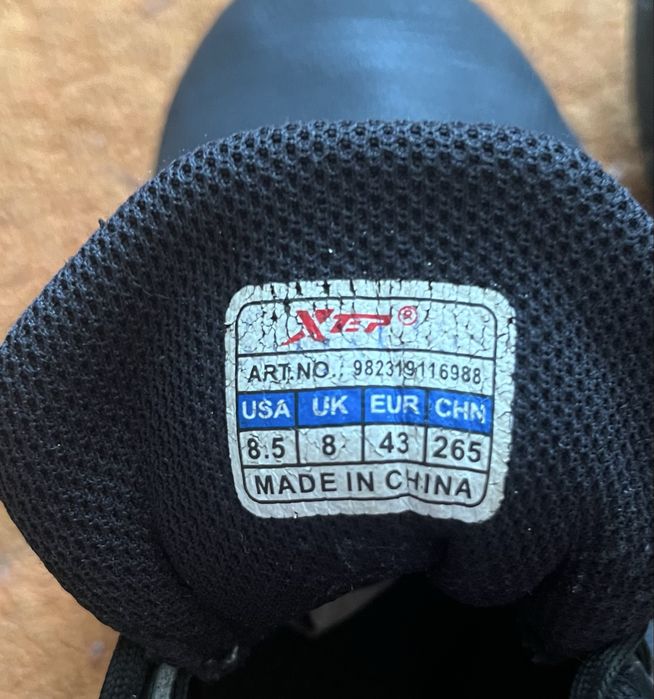 XTEP®
ART.NO.: 982319116988
USA UK EUR CHN
8.5 8 43 265
MADE IN CHINA